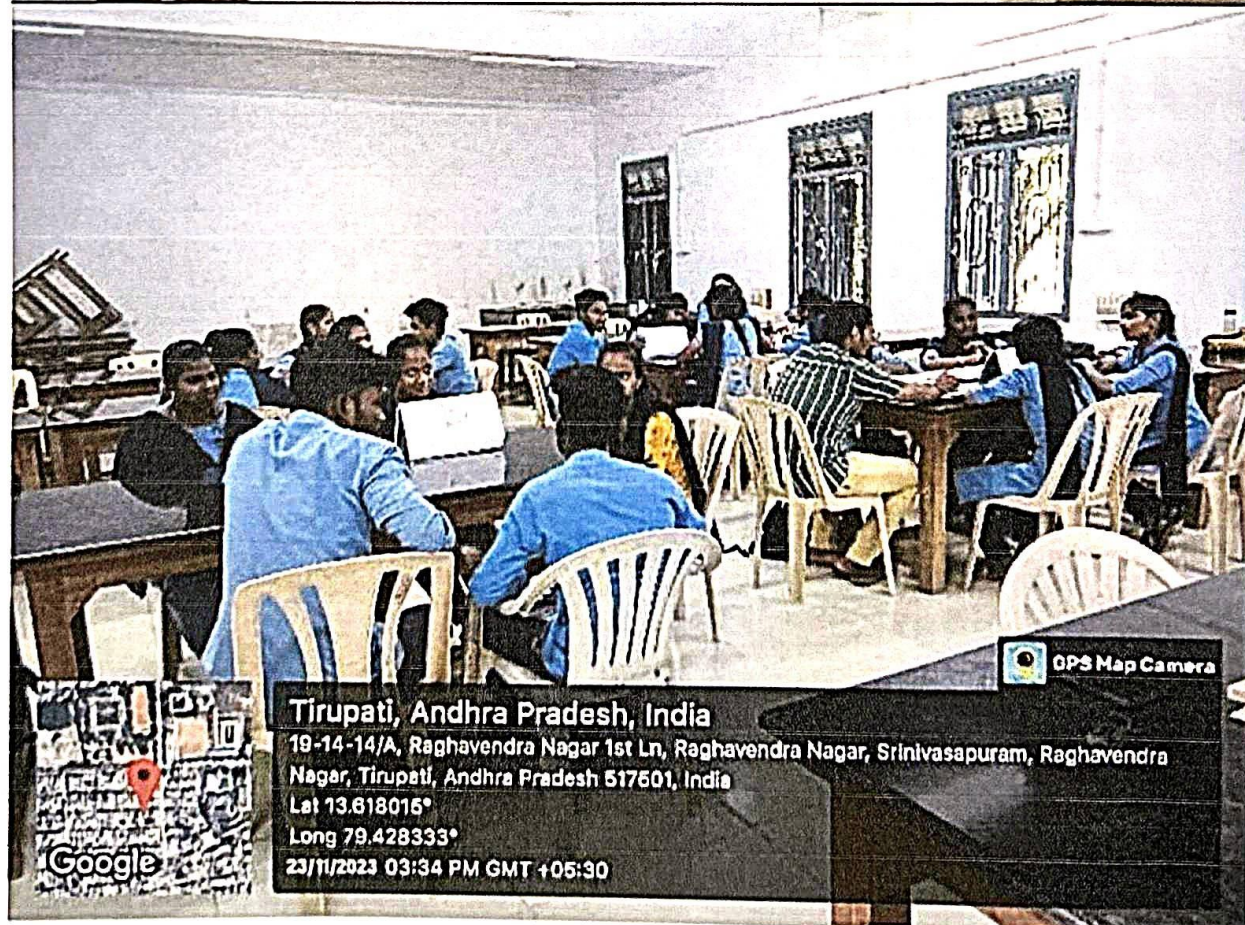 GPS Map Camera
Tirupati, Andhra Pradesh, India
19-14-14/A, Raghavendra Nagar 1st Ln, Raghavendra Nagar, Srinivasapuram, Raghavendra
Nagar, Tirupati, Andhra Pradesh 517501, India
Lat 13.618015°
Long 79.428333°
23/11/2023 03:34 PM GMT +05:30
Google